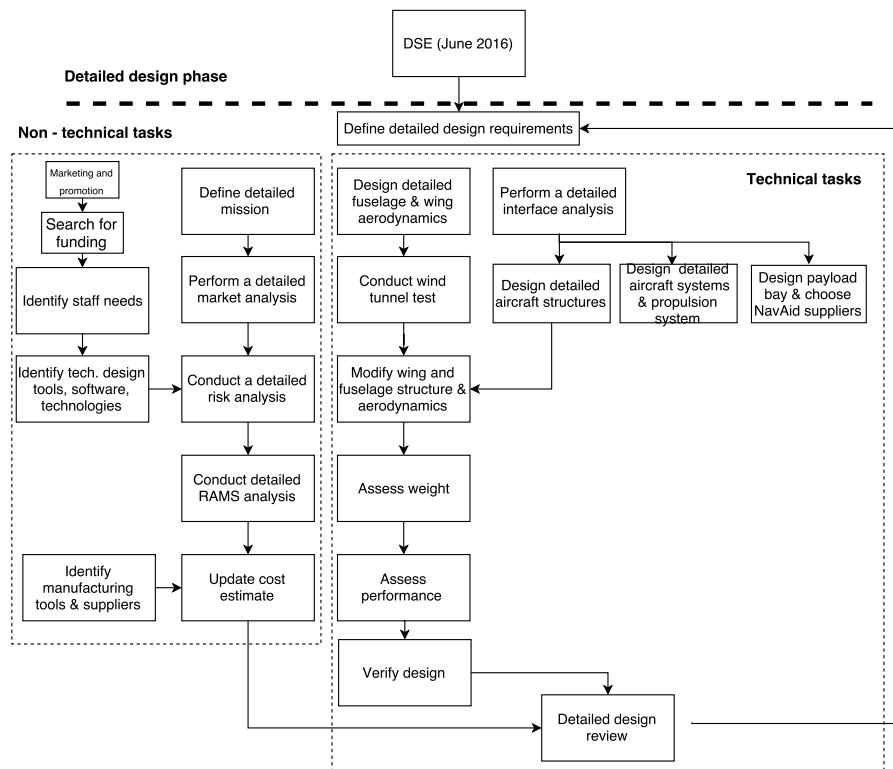 DSE (June 2016)
Detailed design phase
Define detailed design requirements
Non - technical tasks
Technical tasks
Marketing and
promotion
Search for
funding
Identify staff needs
Identify tech. design
tools, software,
technologies
Identify
manufacturing
tools & suppliers
Define detailed
mission
Perform a detailed
market analysis
Conduct a detailed
risk analysis
Conduct detailed
RAMS analysis
Update cost
estimate
Design detailed
fuselage & wing
aerodynamics
Conduct wind
tunnel test
Modify wing and
fuselage structure &
aerodynamics
Assess weight
Assess
performance
Verify design
Perform a detailed
interface analysis
Design detailed
aircraft structures
Design detailed
aircraft systems
& propulsion
system
Design payload
bay & choose
NavAid suppliers
Detailed design
review